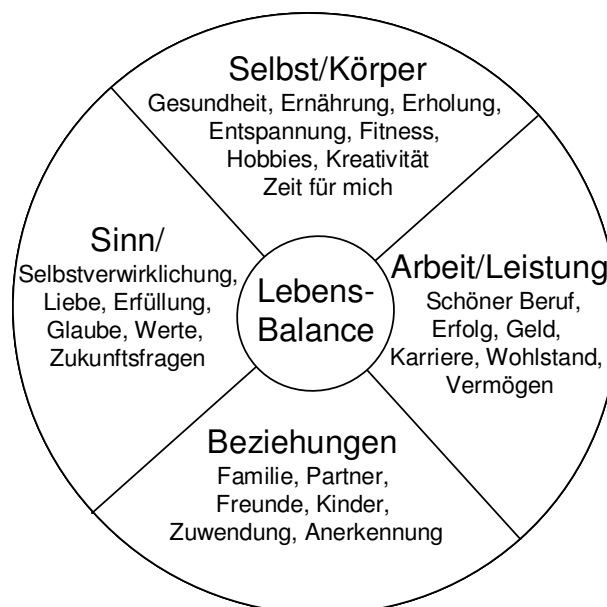 Selbst/Körper
Gesundheit, Ernährung, Erholung,
Entspannung, Fitness,
Hobbies, Kreativität
Zeit für mich
Sinn/
Selbstverwirklichung,
Liebe, Erfüllung,
Glaube, Werte,
Zukunftsfragen
Lebens-
Balance
Arbeit/Leistung
Schöner Beruf,
Erfolg, Geld,
Karriere, Wohlstand,
Vermögen
Beziehungen
Familie, Partner,
Freunde, Kinder,
Zuwendung, Anerkennung